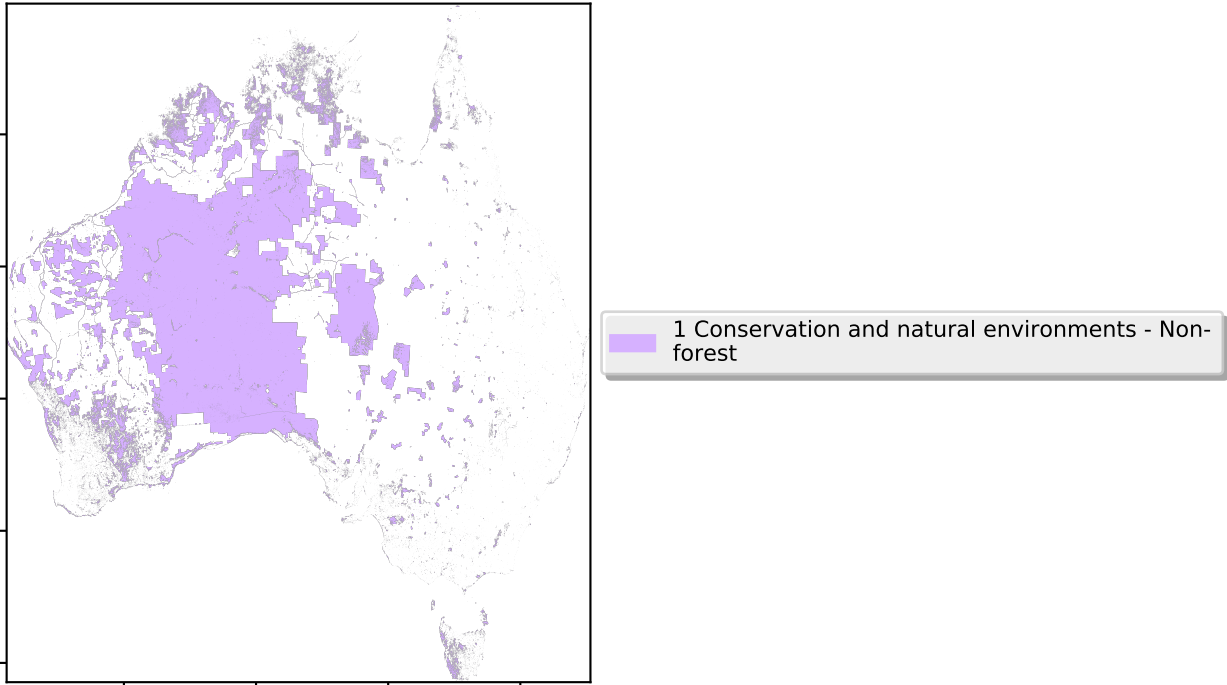 1 Conservation and natural environments - Non-
forest